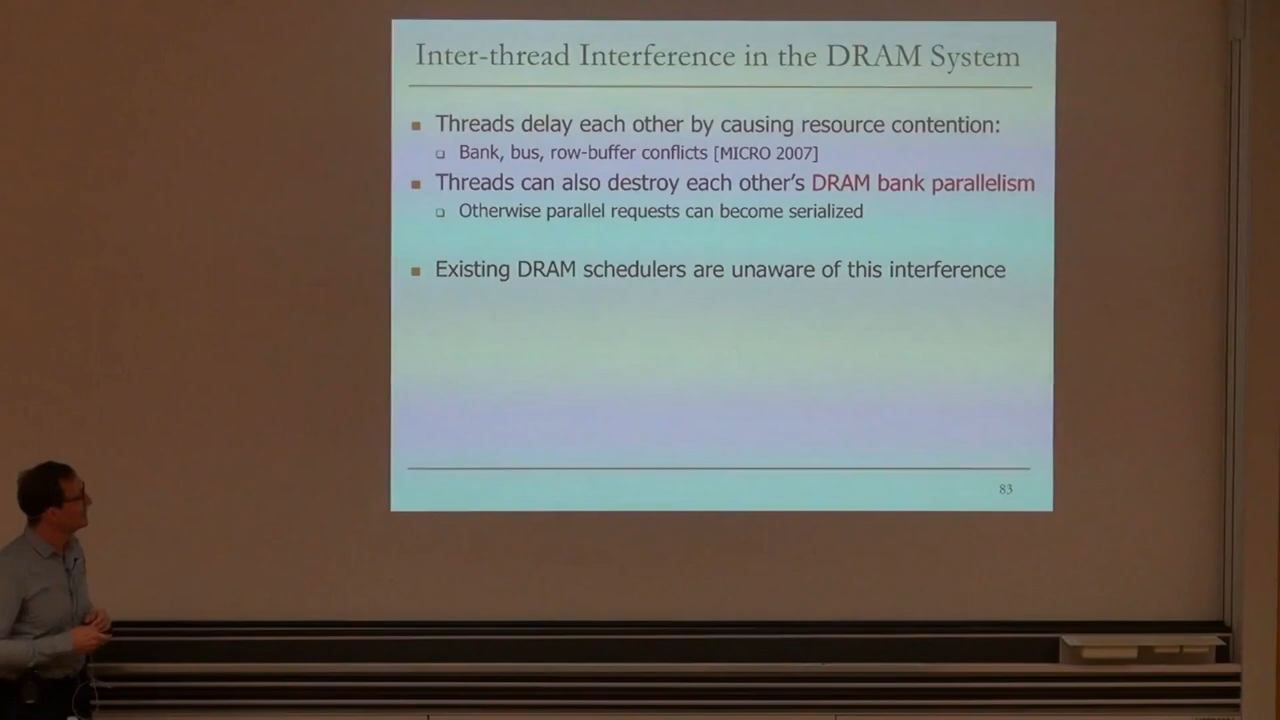 Inter-thread Interference in the DRAM System
Threads delay each other by causing resource contention:
Bank, bus, row-buffer conflicts [MICRO 2007]
Threads can also destroy each other's DRAM bank parallelism
Otherwise parallel requests can become serialized
Existing DRAM schedulers are unaware of this interference
83